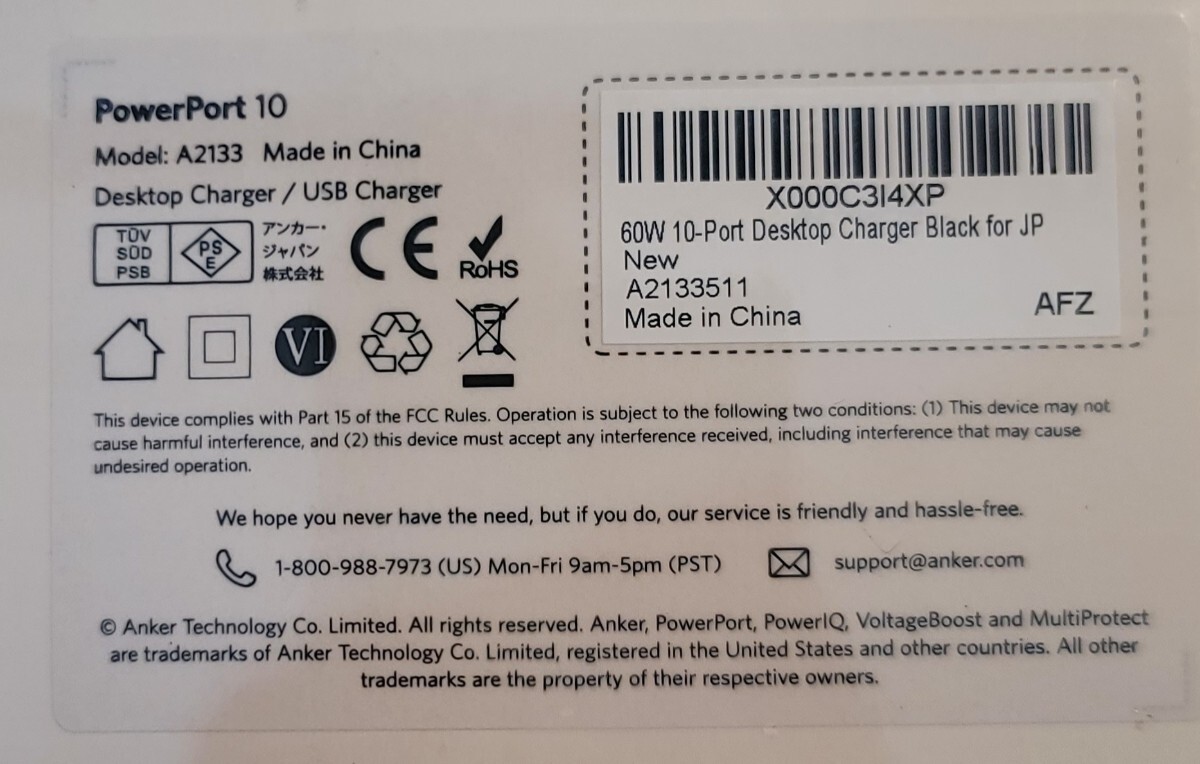 PowerPort 10
Model: A2133 Made in China
Desktop Charger / USB Charger
TÜV
SÜD
PSB
PS
E
アンカー・
ジャパン
株式会社
CE
RoHS
VI
X000C3I4XP
60W 10-Port Desktop Charger Black for JP
New
A2133511
Made in China
AFZ
This device complies with Part 15 of the FCC Rules. Operation is subject to the following two conditions: (1) This device may not
cause harmful interference, and (2) this device must accept any interference received, including interference that may cause
undesired operation.
We hope you never have the need, but if you do, our service is friendly and hassle-free.
1-800-988-7973 (US) Mon-Fri 9am-5pm (PST)
support@anker.com
© Anker Technology Co. Limited. All rights reserved. Anker, PowerPort, PowerIQ, VoltageBoost and MultiProtect
are trademarks of Anker Technology Co. Limited, registered in the United States and other countries. All other
trademarks are the property of their respective owners.